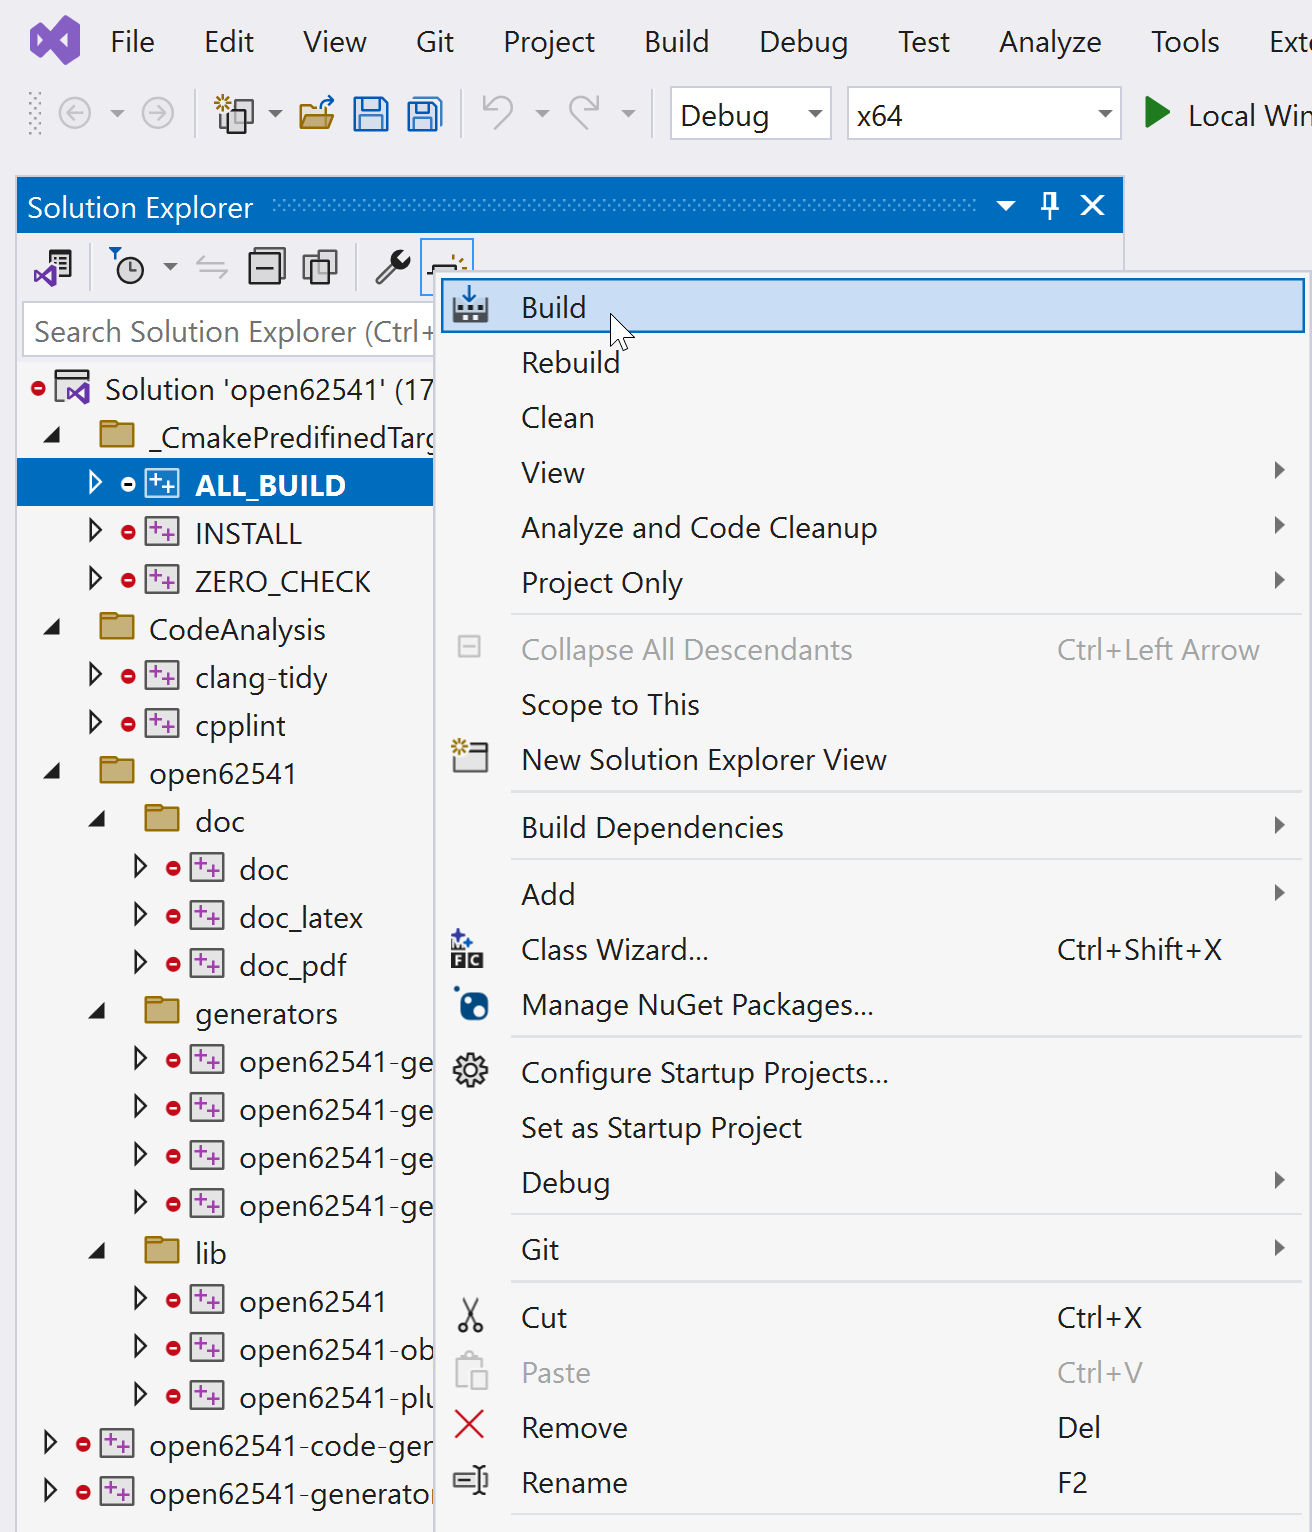 File Edit View Git Project Build Debug Test Analyze Tools
Debug x64 Local
Solution Explorer
Search Solution Explorer (Ctrl+
Build
Rebuild
Clean
View
Analyze and Code Cleanup
Project Only
Collapse All Descendants Ctrl+Left Arrow
Scope to This
New Solution Explorer View
Build Dependencies
Add
Class Wizard... Ctrl+Shift+X
Manage NuGet Packages...
Configure Startup Projects...
Set as Startup Project
Debug
Git
Cut Ctrl+X
Paste Ctrl+V
Remove Del
Rename F2
Solution 'open62541' (17
_CmakePredifinedTarg
ALL_BUILD
INSTALL
ZERO_CHECK
CodeAnalysis
clang-tidy
cpplint
open62541
doc
doc
doc_latex
doc_pdf
generators
open62541-ge
open62541-ge
open62541-ge
open62541-ge
lib
open62541
open62541-ob
open62541-plu
open62541-code-ger
open62541-generator